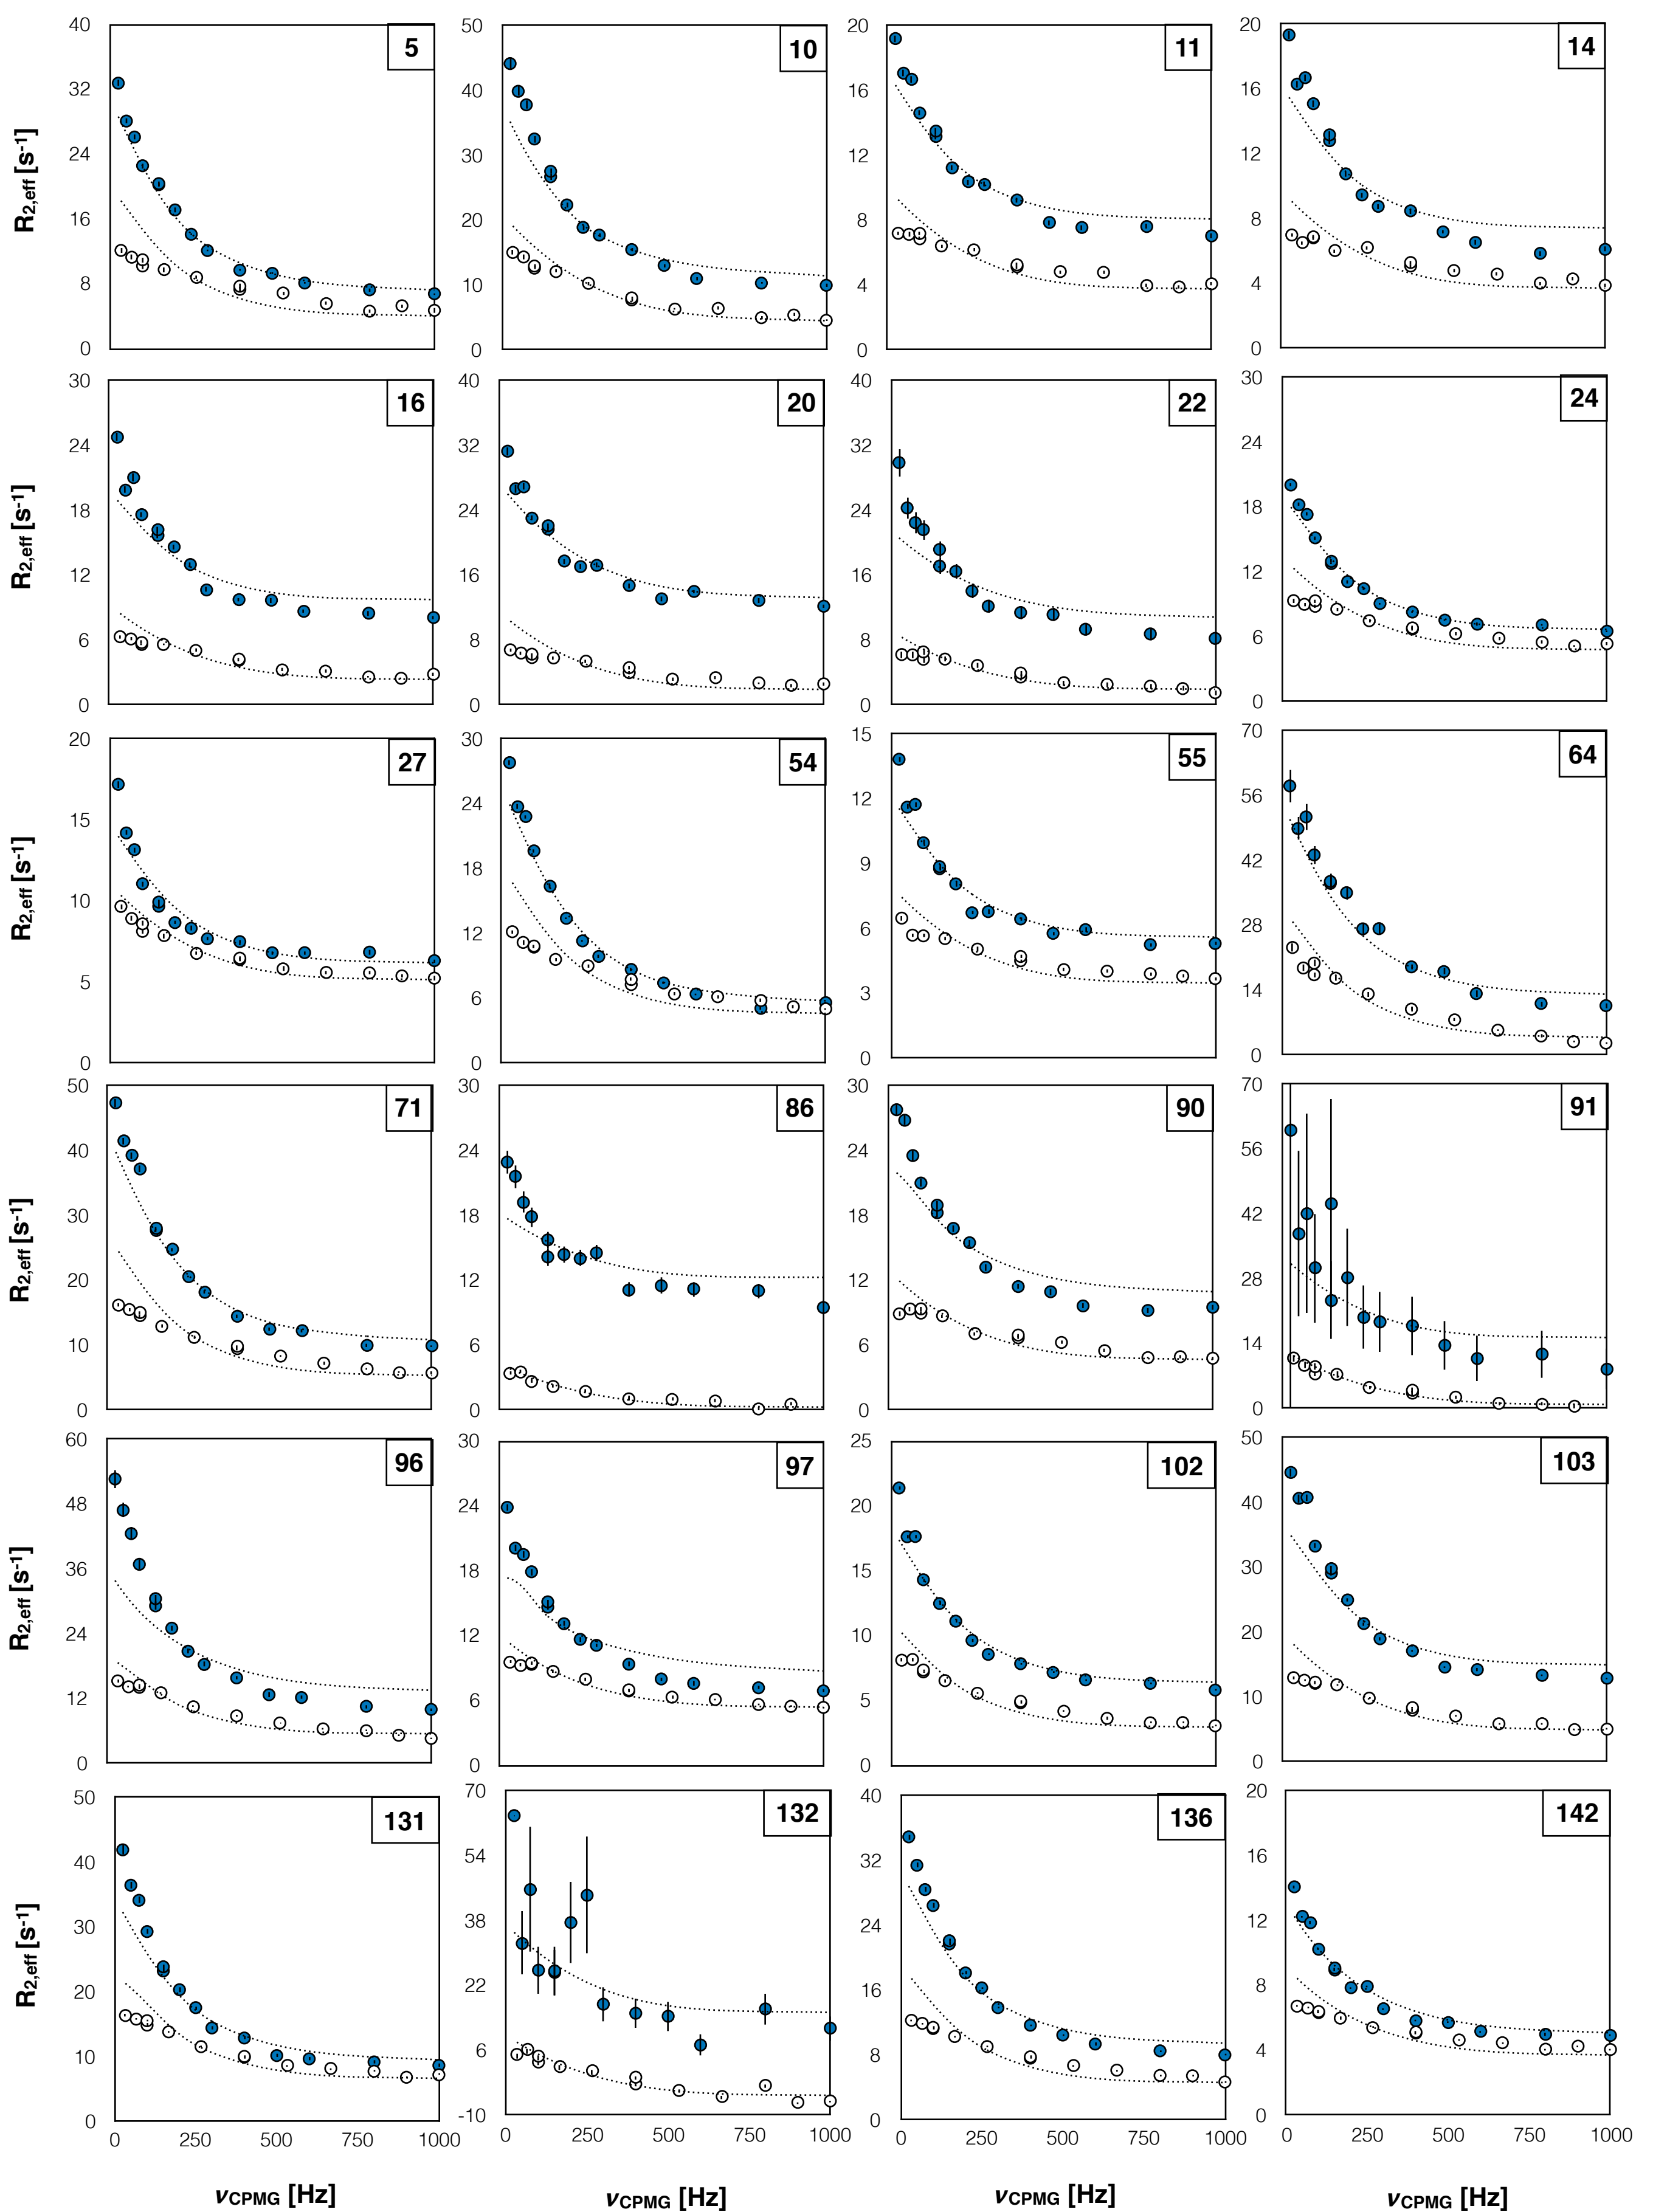 40 5 50 10 20 11 20 14
32 40 16 16
R2,eff [s-1] 24 30 12 12
16 20 8 8
8 10 4 4
0 0 0 0
30 16 40 20 40 22 30 24
24 32 32 24
R2,eff [s-1] 18 24 24 18
12 16 16 12
6 8 8 6
0 0 0 0
20 27 30 54 15 55 70 64
15 24 12 56
R2,eff [s-1] 10 18 9 42
5 12 6 28
0 6 3 14
0 0 0
50 71 30 86 30 90 70 91
40 24 24 56
R2,eff [s-1] 30 18 18 42
20 12 12 28
10 6 6 14
0 0 0 0
60 96 30 97 25 102 50 103
48 24 20 40
R2,eff [s-1] 36 18 15 30
24 12 10 20
12 6 5 10
0 0 0 0
50 131 70 132 40 136 20 142
40 54 32 16
R2,eff [s-1] 30 38 24 12
20 22 16 8
10 6 8 4
0 -10 0 0
0 250 500 750 1000 0 250 500 750 1000 0 250 500 750 1000 0 250 500 750 1000
νCPMG [Hz] νCPMG [Hz] νCPMG [Hz] νCPMG [Hz]